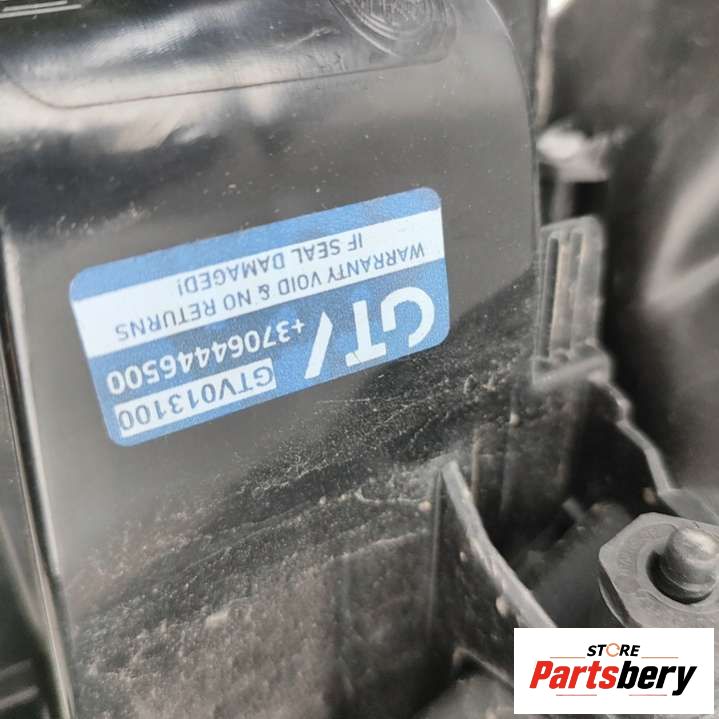 GTV
GTV013100
+37064446500
WARRANTY VOID & NO RETURNS
IF SEAL DAMAGED!
STORE
Partsbery